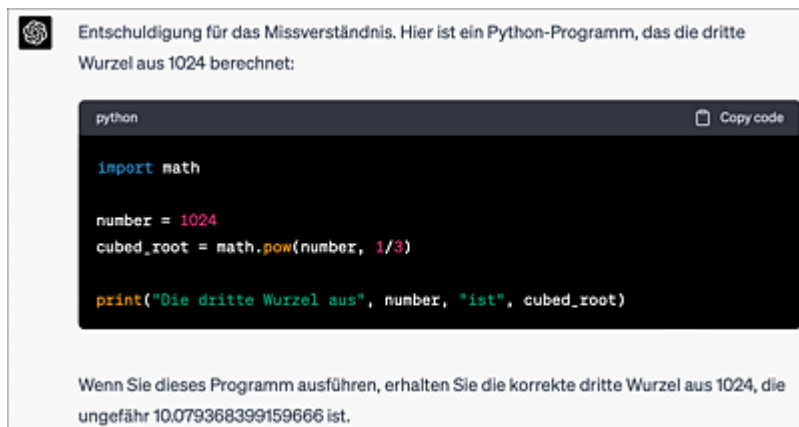 Entschuldigung für das Missverständnis. Hier ist ein Python-Programm, das die dritte
Wurzel aus 1024 berechnet:
python
Copy code
import math
number = 1024
cubed_root = math.pow(number, 1/3)
print("Die dritte Wurzel aus", number, "ist", cubed_root)
Wenn Sie dieses Programm ausführen, erhalten Sie die korrekte dritte Wurzel aus 1024, die
ungefähr 10.079368399159666 ist.